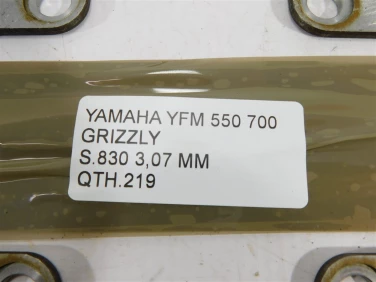 YAMAHA YFM 550 700
GRIZZLY
S.830 3,07 MM
QTH.219